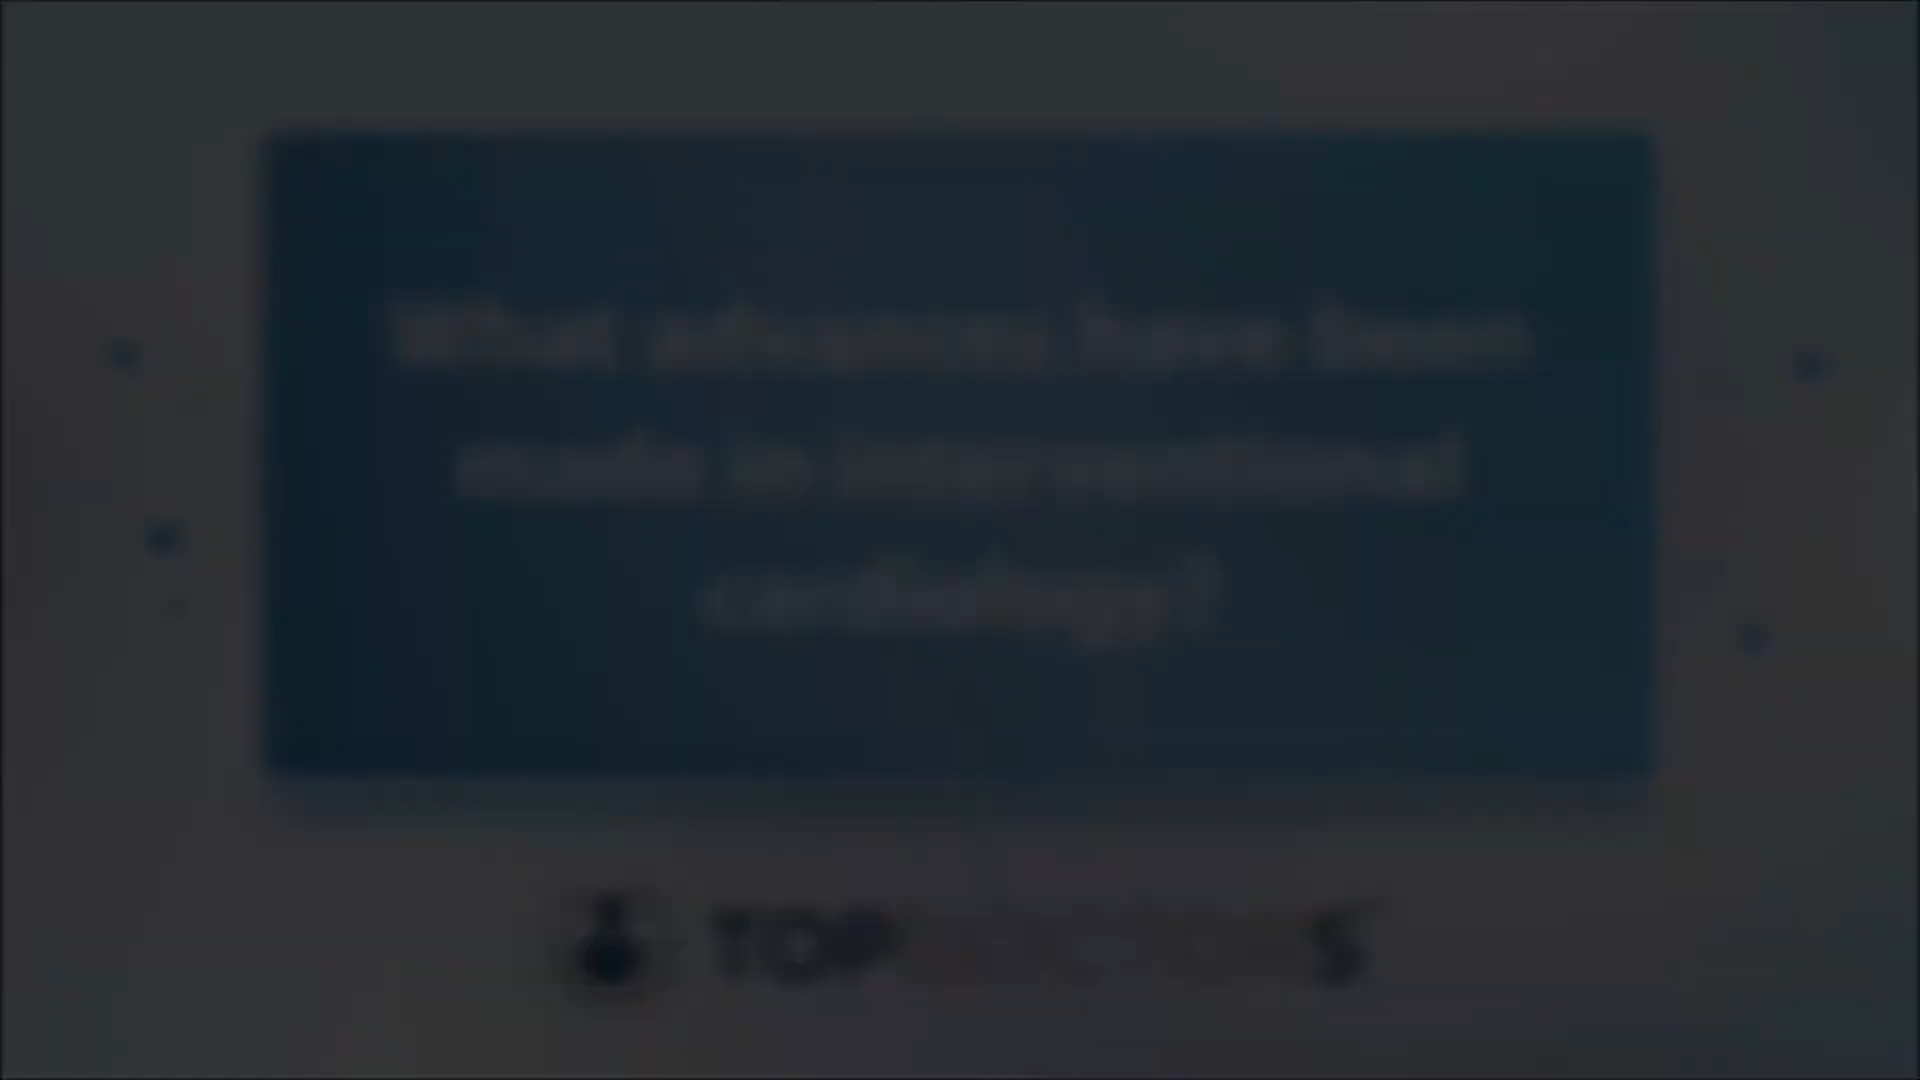 What advances have been
made in interventional
cardiology?
TOP S